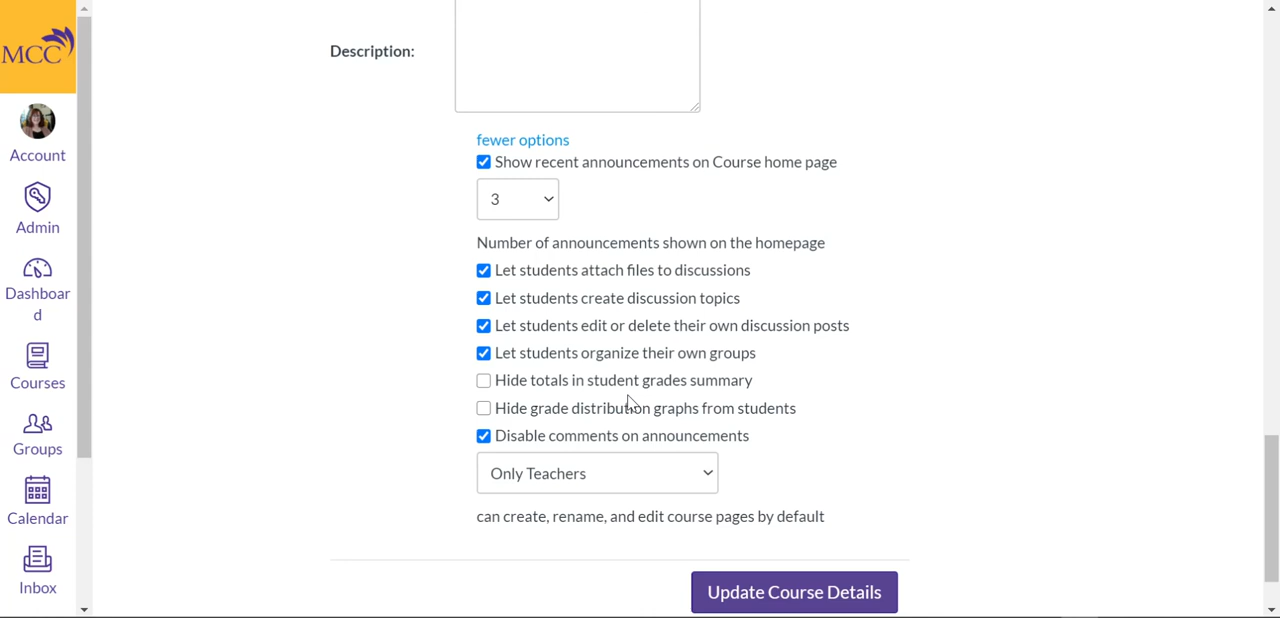 MCC
Account
Admin
Dashboar
d
Courses
Groups
Calendar
Inbox
Description:
fewer options
Show recent announcements on Course home page
3
Number of announcements shown on the homepage
Let students attach files to discussions
Let students create discussion topics
Let students edit or delete their own discussion posts
Let students organize their own groups
Hide totals in student grades summary
Hide grade distribution graphs from students
Disable comments on announcements
Only Teachers
can create, rename, and edit course pages by default
Update Course Details